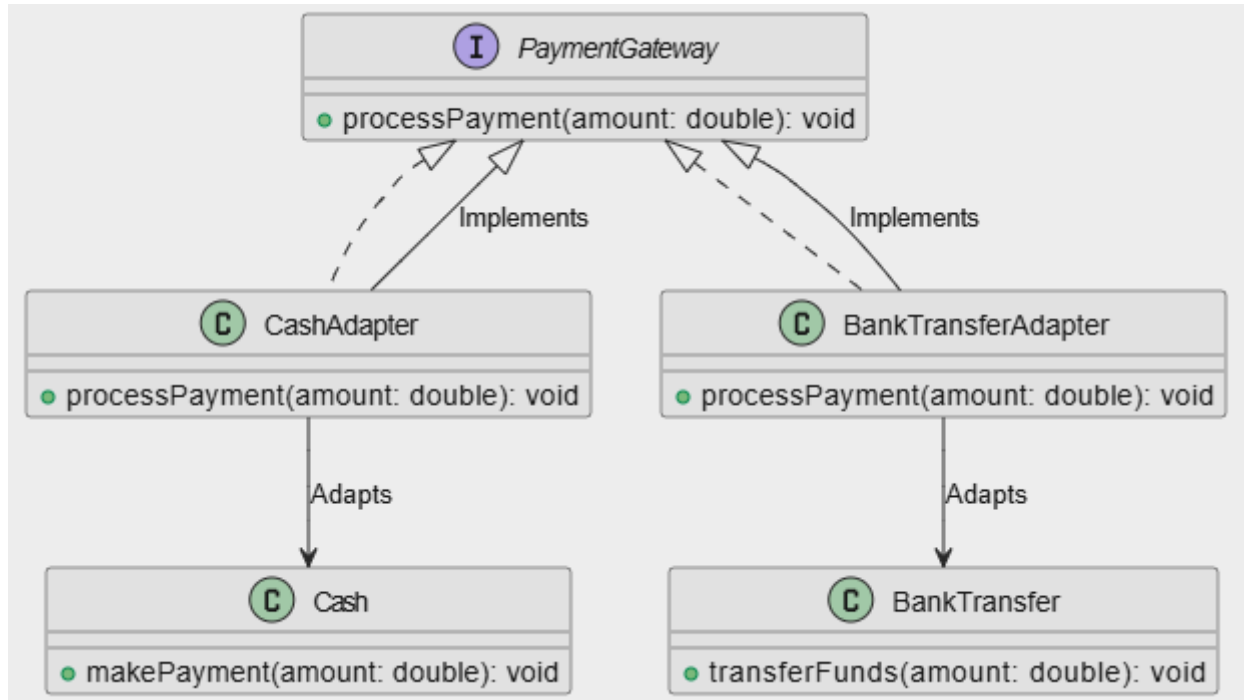 I PaymentGateway
processPayment(amount: double): void
Implements
Implements
C CashAdapter
processPayment(amount: double): void
C BankTransferAdapter
processPayment(amount: double): void
Adapts
Adapts
C Cash
makePayment(amount: double): void
C BankTransfer
transferFunds(amount: double): void